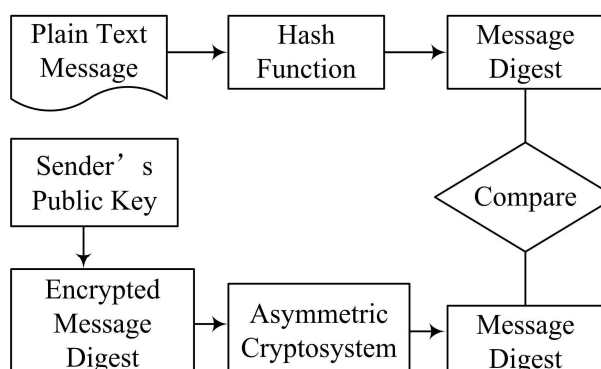 Plain Text
Message
Hash
Function
Message
Digest
Sender’ s
Public Key
Compare
Encrypted
Message
Digest
Asymmetric
Cryptosystem
Message
Digest